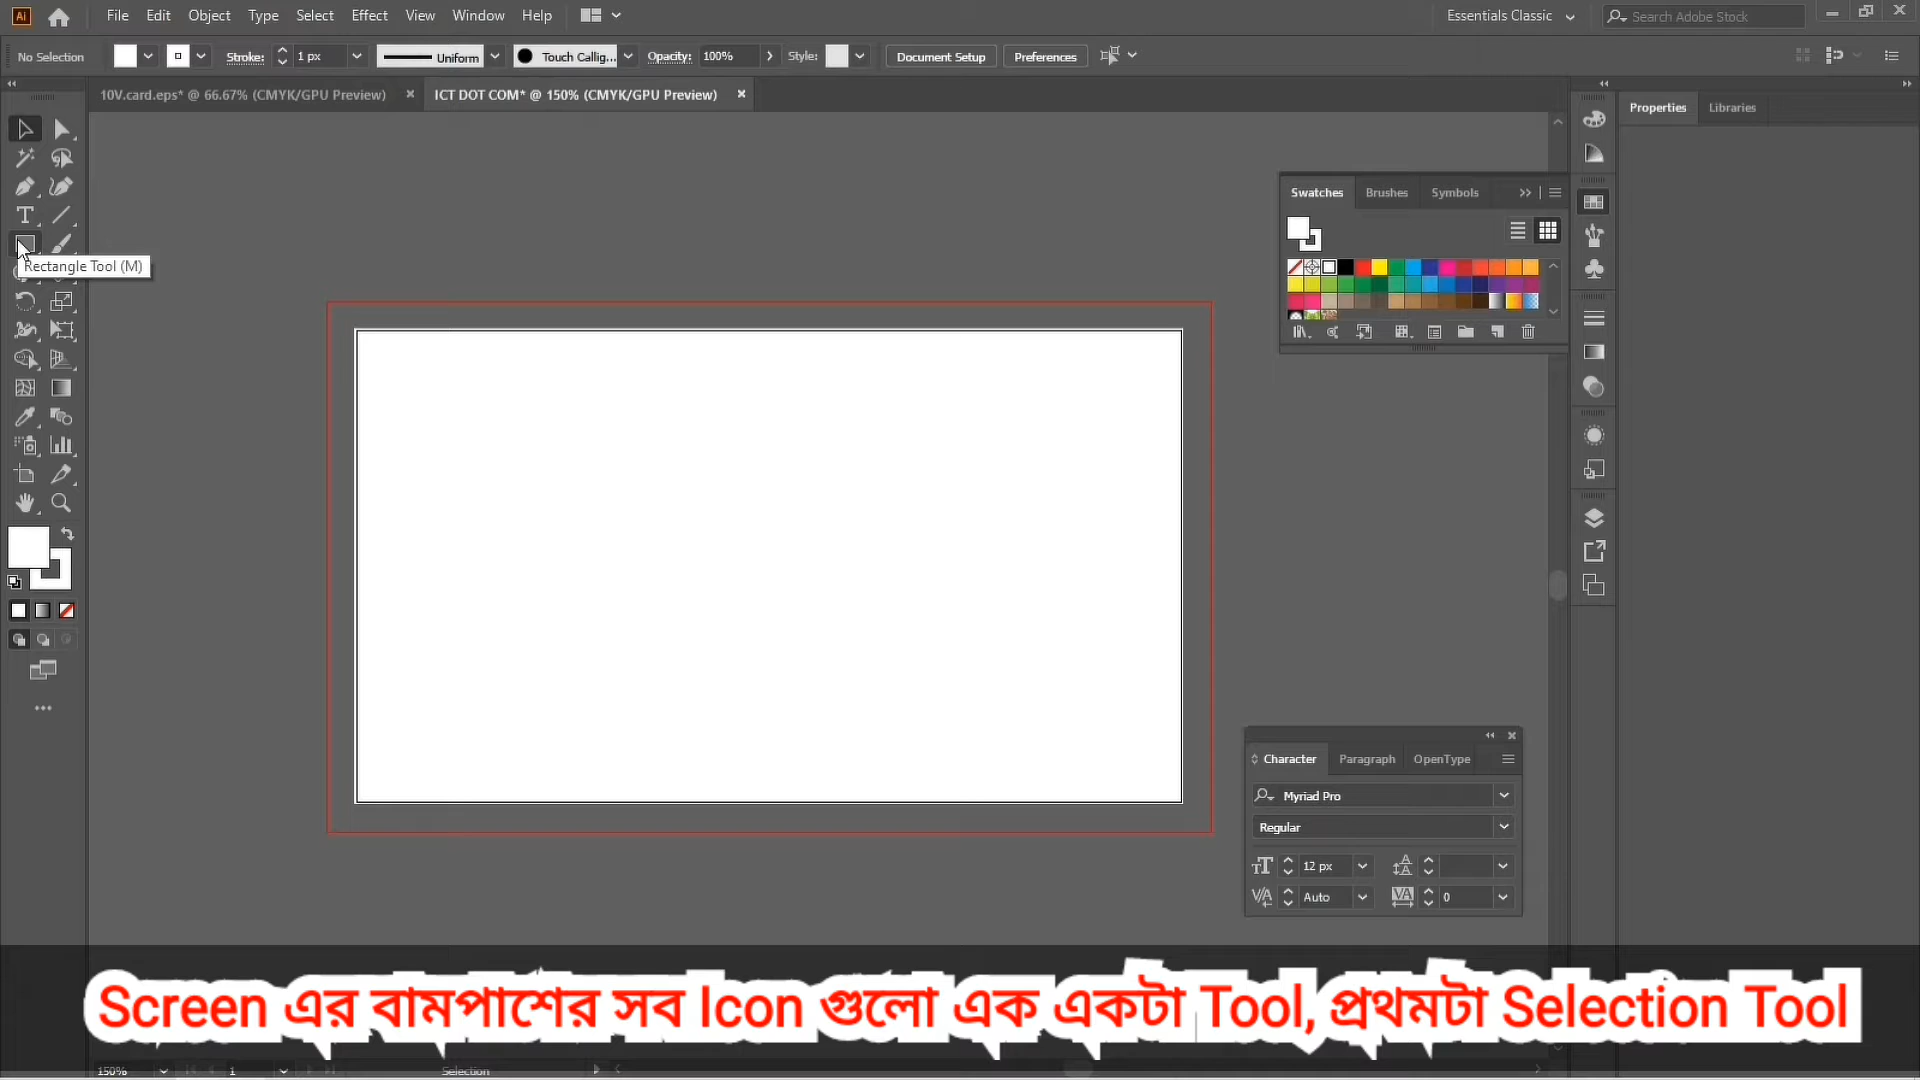 Ai File Edit Object Type Select Effect View Window Help Essentials Classic Search Adobe Stock
No Selection Stroke: 1 px Uniform Touch Callig... Opacity: 100% Style: Document Setup Preferences
10V.card.eps* @ 66.67% (CMYK/GPU Preview) ICT DOT COM* @ 150% (CMYK/GPU Preview)
Properties Libraries
Swatches Brushes Symbols
Rectangle Tool (M)
Character Paragraph OpenType
Myriad Pro
Regular
12 px
Auto 0
Screen এর বামপাশের সব Icon গুলো এক একটা Tool, প্রথমটা Selection Tool
150% 1 Selection